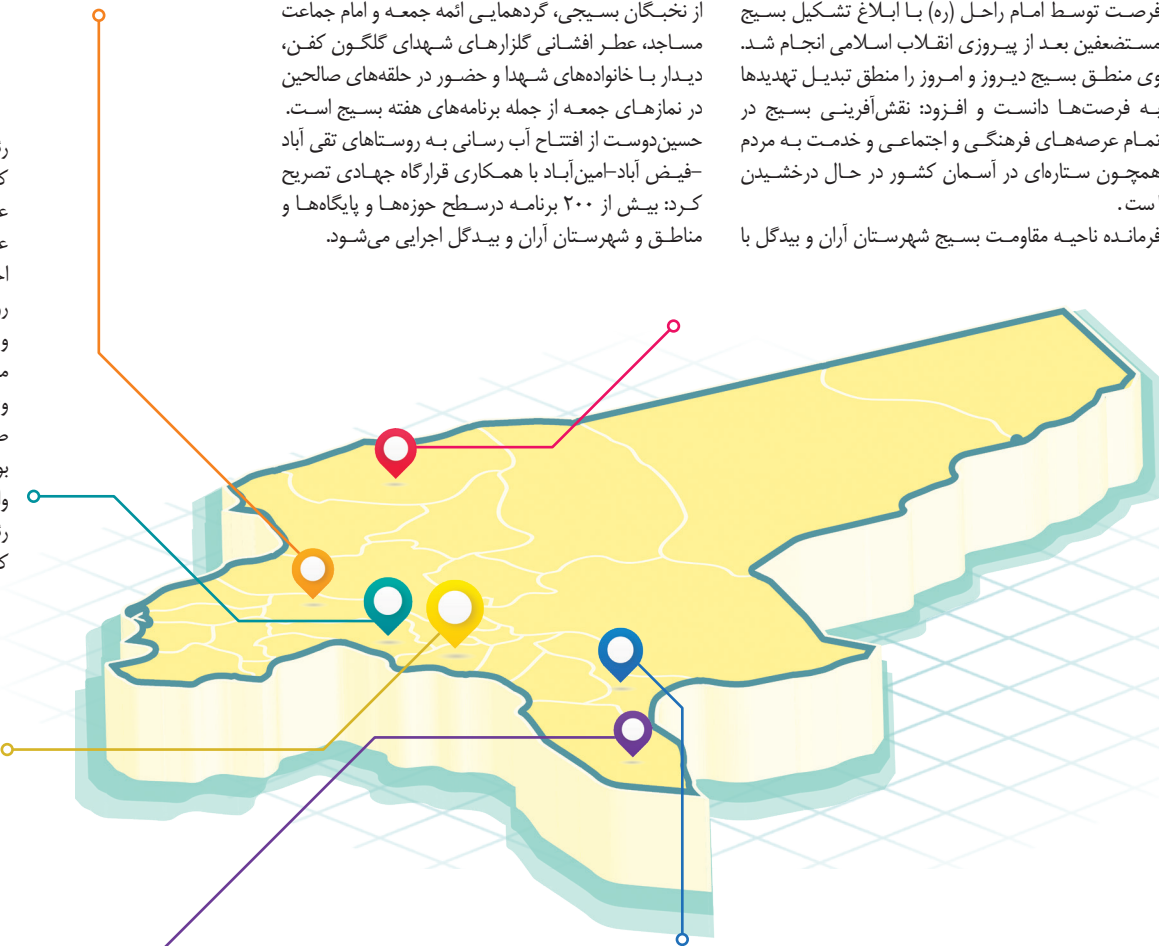 فرصت توسط امام راحل (ره) با ابلاغ تشکیل بسیج
مستضعفین بعد از پیروزی انقلاب اسلامی انجام شد.
وی منطق بسیج دیروز و امروز را منطق تبدیل تهدیدها
به فرصت‌ها دانست و افزود: نقش‌آفرینی بسیج در
تمام عرصه‌های فرهنگی و اجتماعی و خدمت به مردم
همچون ستاره‌ای در آسمان کشور در حال درخشیدن
است.
فرمانده ناحیه مقاومت بسیج شهرستان آران و بیدگل با
از نخبگان بسیجی، گردهمایی ائمه جمعه و امام جماعت
مساجد، عطر افشانی گلزارهای شهدای گلگون کفن،
دیدار با خانواده‌های شهدا و حضور در حلقه‌های صالحین
در نمازهای جمعه از جمله برنامه‌های هفته بسیج است.
حسین‌دوست از افتتاح آب رسانی به روستاهای تقی آباد
-فیض آباد-امین‌آباد با همکاری قرارگاه جهادی تصریح
کرد: بیش از ۲۰۰ برنامه درسطح حوزه‌ها و پایگاه‌ها و
مناطق و شهرستان آران و بیدگل اجرایی می‌شود.